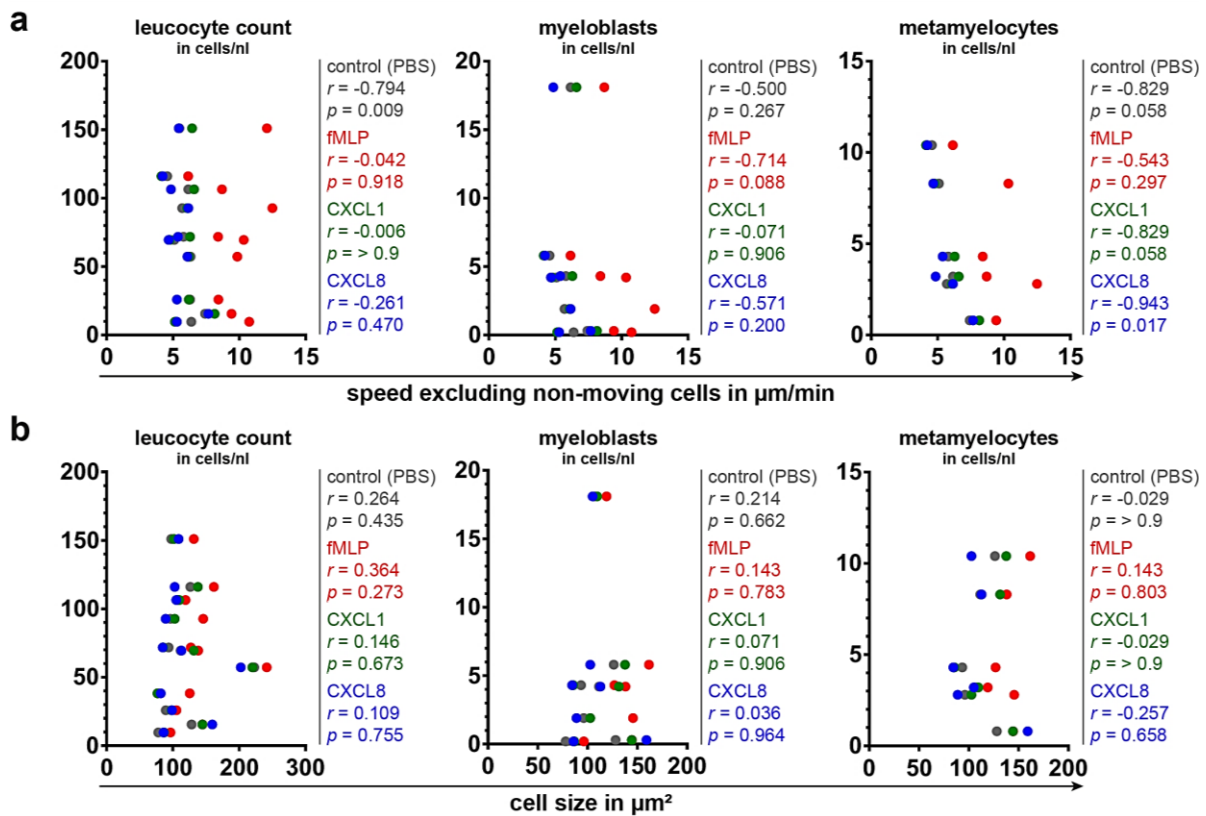 a
leucocyte count
in cells/nl
200
150
100
50
0
0 5 10 15
control (PBS)
r = -0.794
p = 0.009
fMLP
r = -0.042
p = 0.918
CXCL1
r = -0.006
p = > 0.9
CXCL8
r = -0.261
p = 0.470
myeloblasts
in cells/nl
20
15
10
5
0
0 5 10 15
control (PBS)
r = -0.500
p = 0.267
fMLP
r = -0.714
p = 0.088
CXCL1
r = -0.071
p = 0.906
CXCL8
r = -0.571
p = 0.200
metamyelocytes
in cells/nl
15
10
5
0
0 5 10 15
control (PBS)
r = -0.829
p = 0.058
fMLP
r = -0.543
p = 0.297
CXCL1
r = -0.829
p = 0.058
CXCL8
r = -0.943
p = 0.017
speed excluding non-moving cells in µm/min
b
leucocyte count
in cells/nl
200
150
100
50
0
0 100 200 300
control (PBS)
r = 0.264
p = 0.435
fMLP
r = 0.364
p = 0.273
CXCL1
r = 0.146
p = 0.673
CXCL8
r = 0.109
p = 0.755
myeloblasts
in cells/nl
20
15
10
5
0
0 50 100 150 200
control (PBS)
r = 0.214
p = 0.662
fMLP
r = 0.143
p = 0.783
CXCL1
r = 0.071
p = 0.906
CXCL8
r = 0.036
p = 0.964
metamyelocytes
in cells/nl
15
10
5
0
0 50 100 150 200
control (PBS)
r = -0.029
p = > 0.9
fMLP
r = 0.143
p = 0.803
CXCL1
r = -0.029
p = > 0.9
CXCL8
r = -0.257
p = 0.658
cell size in µm²